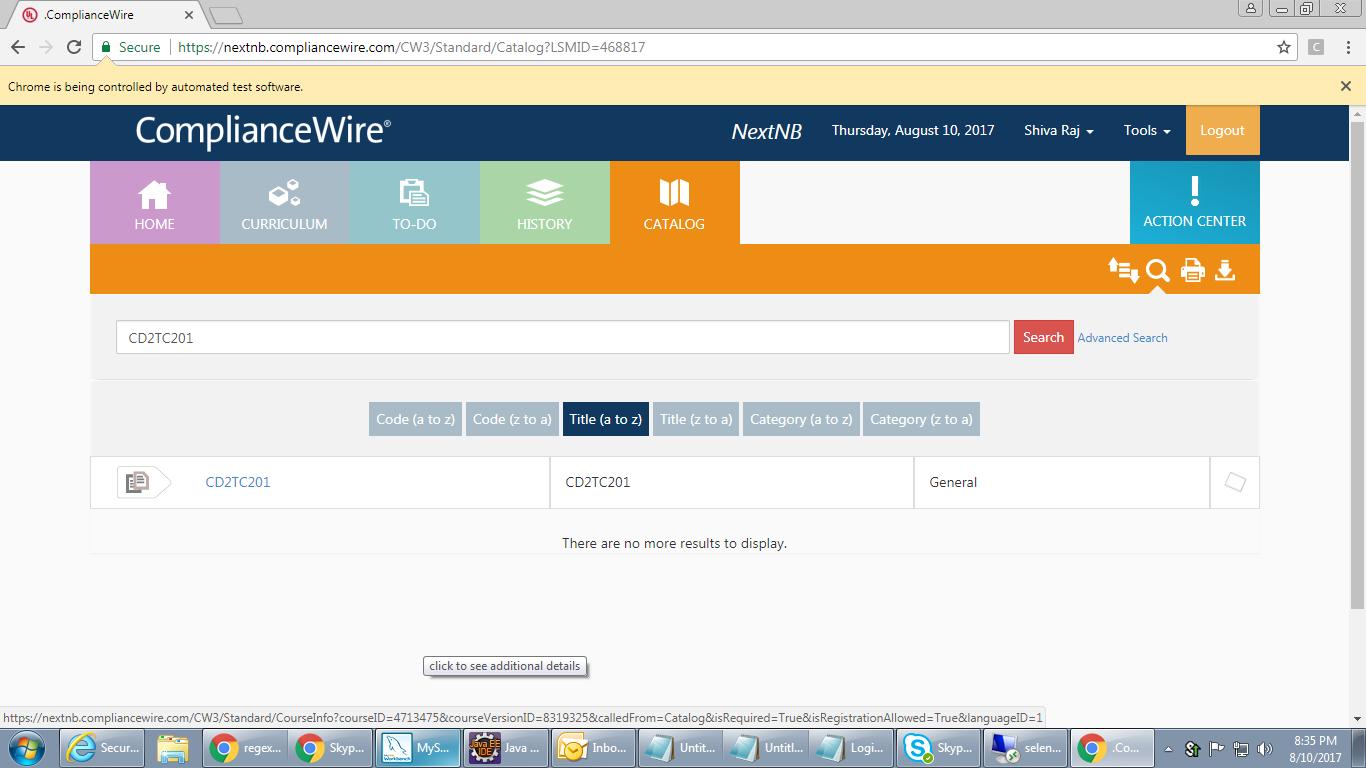 .ComplianceWire
Secure https://nextnb.compliancewire.com/CW3/Standard/Catalog?LSMID=468817
C
Chrome is being controlled by automated test software.
ComplianceWire®
NextNB Thursday, August 10, 2017 Shiva Raj Tools Logout
HOME CURRICULUM TO-DO HISTORY CATALOG ACTION CENTER
CD2TC201 Search Advanced Search
Code (a to z) Code (z to a) Title (a to z) Title (z to a) Category (a to z) Category (z to a)
CD2TC201 CD2TC201 General
There are no more results to display.
click to see additional details
https://nextnb.compliancewire.com/CW3/Standard/CourseInfo?courseID=4713475&courseVersionID=8319325&calledFrom=Catalog&isRequired=True&isRegistrationAllowed=True&languageID=1
Secur... regex... Skyp... MyS... Java ... Inbo... Untit... Untitl... Logi... Skyp... selen... .Co... 8:35 PM
8/10/2017